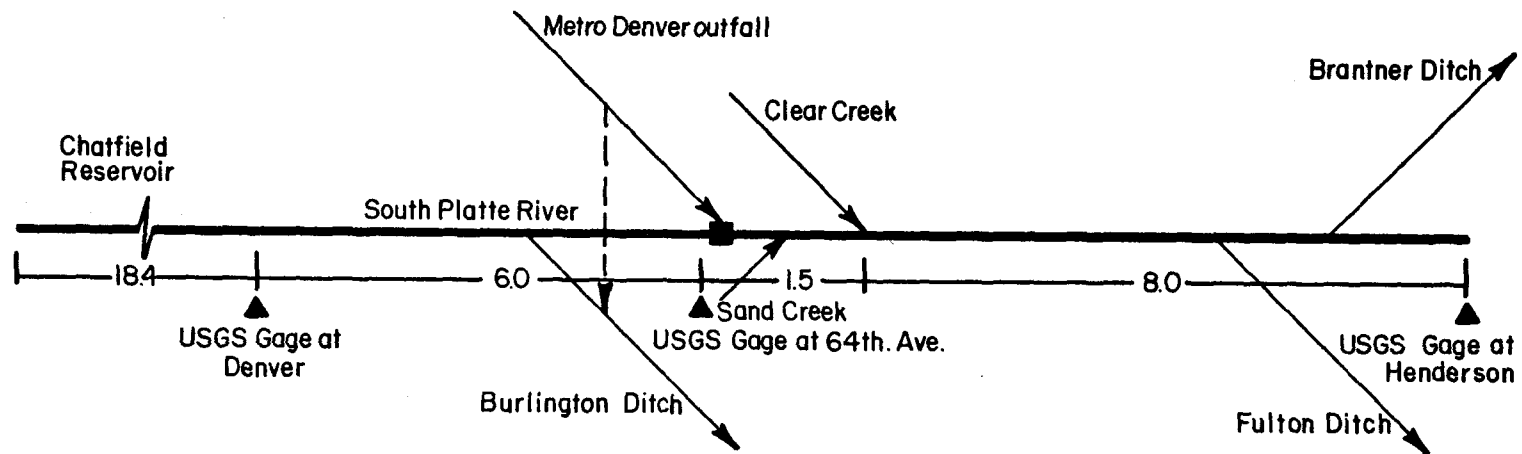 Metro Denver outfall
Brantner Ditch
Clear Creek
Chatfield
Reservoir
South Platte River
18.4
6.0
1.5
8.0
Sand Creek
USGS Gage at
Denver
USGS Gage at 64th. Ave.
USGS Gage at
Henderson
Burlington Ditch
Fulton Ditch